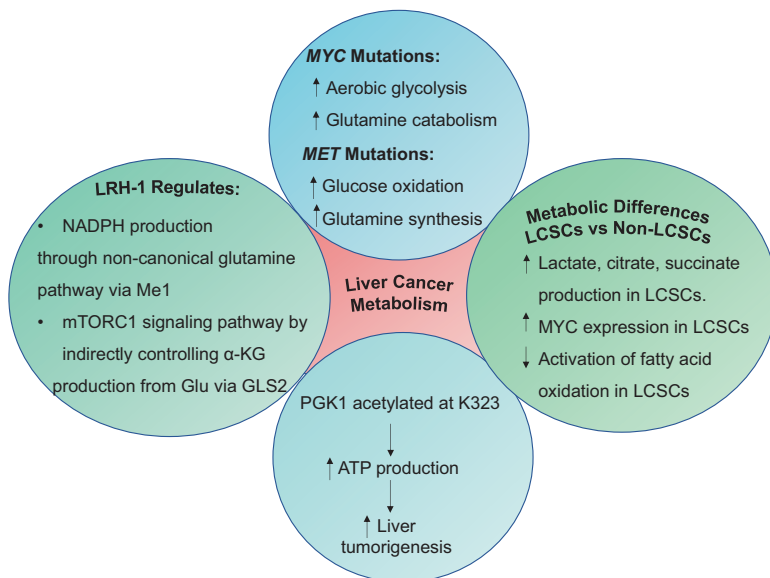 MYC Mutations:
↑ Aerobic glycolysis
↑ Glutamine catabolism
MET Mutations:
↑ Glucose oxidation
↑ Glutamine synthesis
LRH-1 Regulates:
• NADPH production
through non-canonical glutamine
pathway via Me1
• mTORC1 signaling pathway by
indirectly controlling α-KG
production from Glu via GLS2
Liver Cancer
Metabolism
Metabolic Differences
LCSCs vs Non-LCSCs
↑ Lactate, citrate, succinate
production in LCSCs.
↑ MYC expression in LCSCs
↓ Activation of fatty acid
oxidation in LCSCs
PGK1 acetylated at K323
↓
↑ ATP production
↓
↑ Liver
tumorigenesis